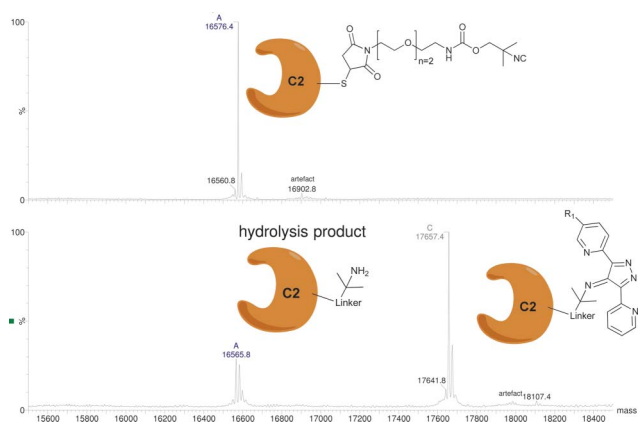 A
16576.4
100
%
0
16560.8
artefact
16902.8
C2
S
O
N
O
O
n=2
N
H
O
O
NC
hydrolysis product
100
%
0
C2
NH₂
Linker
A
16565.8
C
17657.4
17641.8
artefact
18107.4
C2
Linker
N
R₁
N
N
N
N
15600 15800 16000 16200 16400 16600 16800 17000 17200 17400 17600 17800 18000 18200 18400
mass